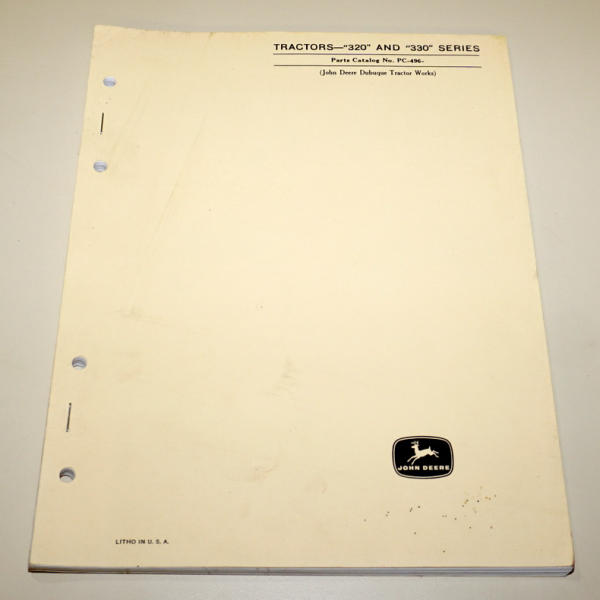 TRACTORS—"320" AND "330" SERIES
Parts Catalog No. PC-496-
(John Deere Dubuque Tractor Works)
JOHN DEERE
LITHO IN U. S. A.